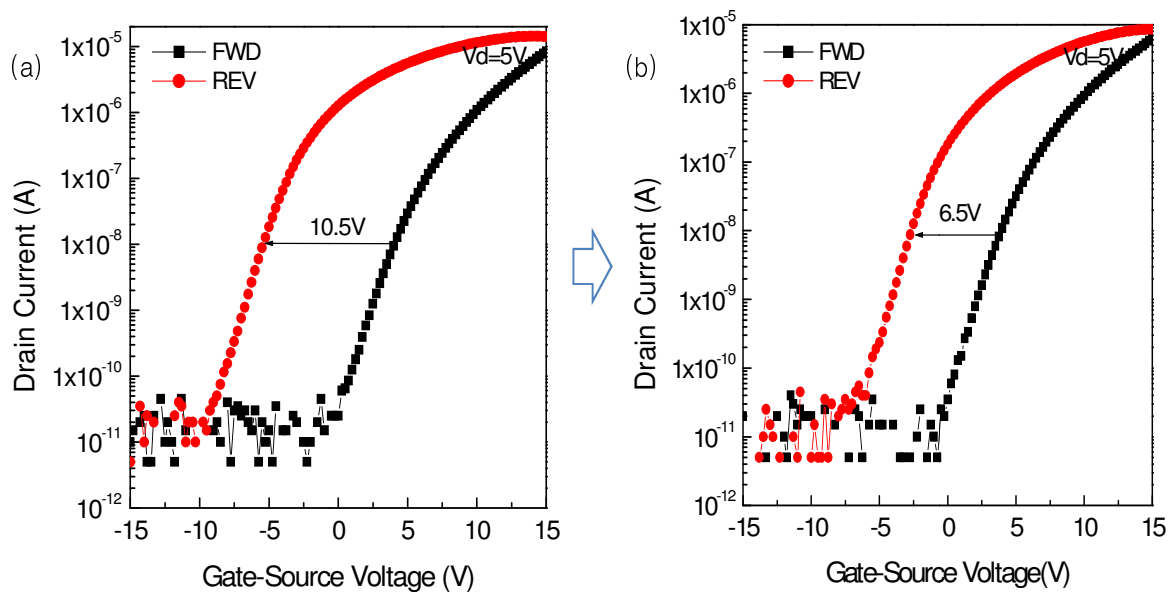 (a)
FWD
REV
Vd=5V
10.5V
1x10⁻⁵
1x10⁻⁶
1x10⁻⁷
1x10⁻⁸
1x10⁻⁹
1x10⁻¹⁰
10⁻¹¹
10⁻¹²
Drain Current (A)
-15 -10 -5 0 5 10 15
Gate-Source Voltage (V)
(b)
FWD
REV
Vd=5V
6.5V
1x10⁻⁵
1x10⁻⁶
1x10⁻⁷
1x10⁻⁸
1x10⁻⁹
1x10⁻¹⁰
10⁻¹¹
10⁻¹²
Drain Current (A)
-15 -10 -5 0 5 10 15
Gate-Source Voltage(V)